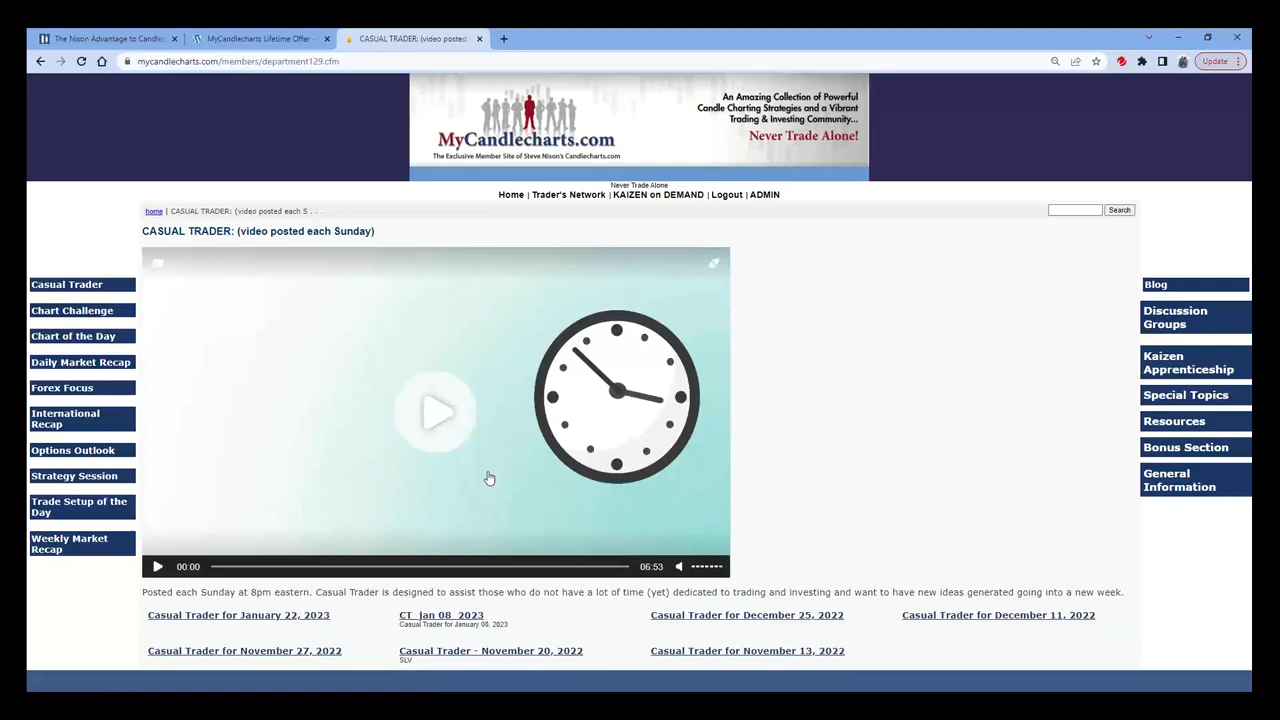 The Nison Advantage to Candle
MyCandlecharts Lifetime Offer -
CASUAL TRADER: (video posted
mycandlecharts.com/members/department129.cfm
Update
MyCandlecharts.com
The Exclusive Member Site of Steve Nison's Candlecharts.com
An Amazing Collection of Powerful
Candle Charting Strategies and a Vibrant
Trading & Investing Community...
Never Trade Alone!
Never Trade Alone
Home | Trader's Network | KAIZEN on DEMAND | Logout | ADMIN
home | CASUAL TRADER: (video posted each S . . .
Search
CASUAL TRADER: (video posted each Sunday)
Casual Trader
Chart Challenge
Chart of the Day
Daily Market Recap
Forex Focus
International
Recap
Options Outlook
Strategy Session
Trade Setup of the
Day
Weekly Market
Recap
00:00
06:53
Blog
Discussion
Groups
Kaizen
Apprenticeship
Special Topics
Resources
Bonus Section
General
Information
Posted each Sunday at 8pm eastern. Casual Trader is designed to assist those who do not have a lot of time (yet) dedicated to trading and investing and want to have new ideas generated going into a new week.
Casual Trader for January 22, 2023
CT_jan 08_2023
Casual Trader for January 08. 2023
Casual Trader for December 25, 2022
Casual Trader for December 11, 2022
Casual Trader for November 27, 2022
Casual Trader - November 20, 2022
SLV
Casual Trader for November 13, 2022